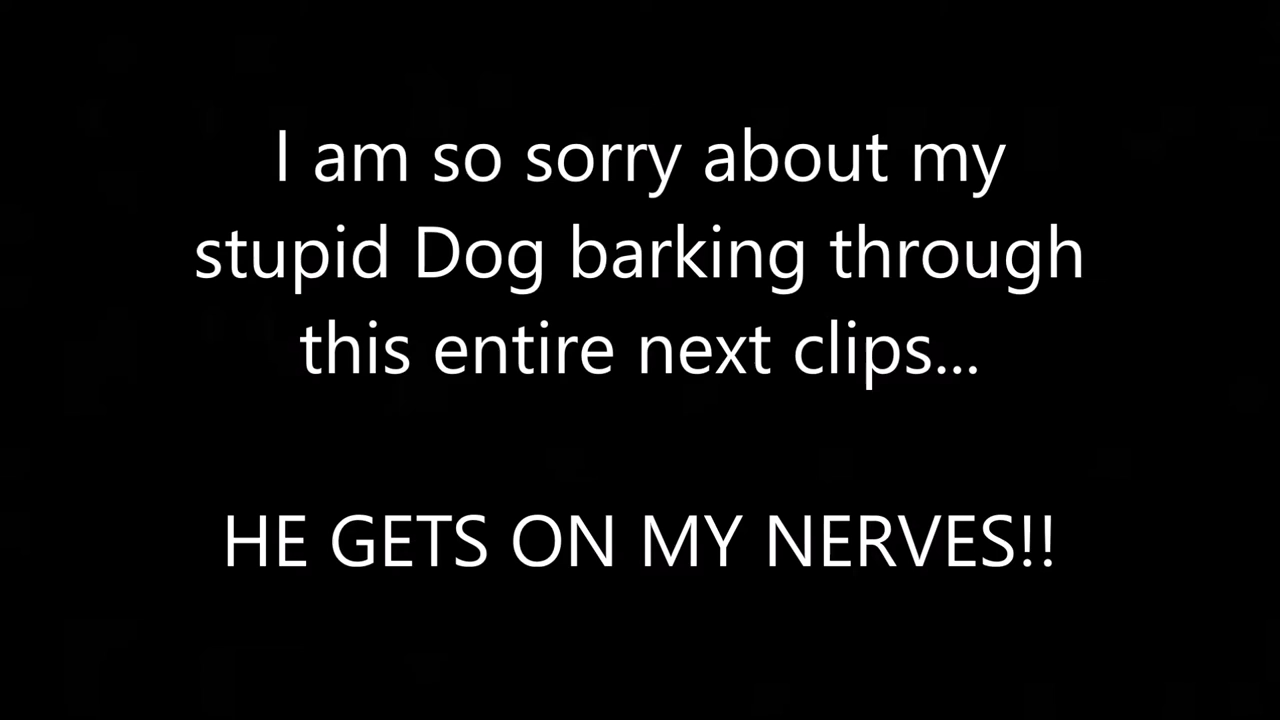 I am so sorry about my
stupid Dog barking through
this entire next clips...
HE GETS ON MY NERVES!!